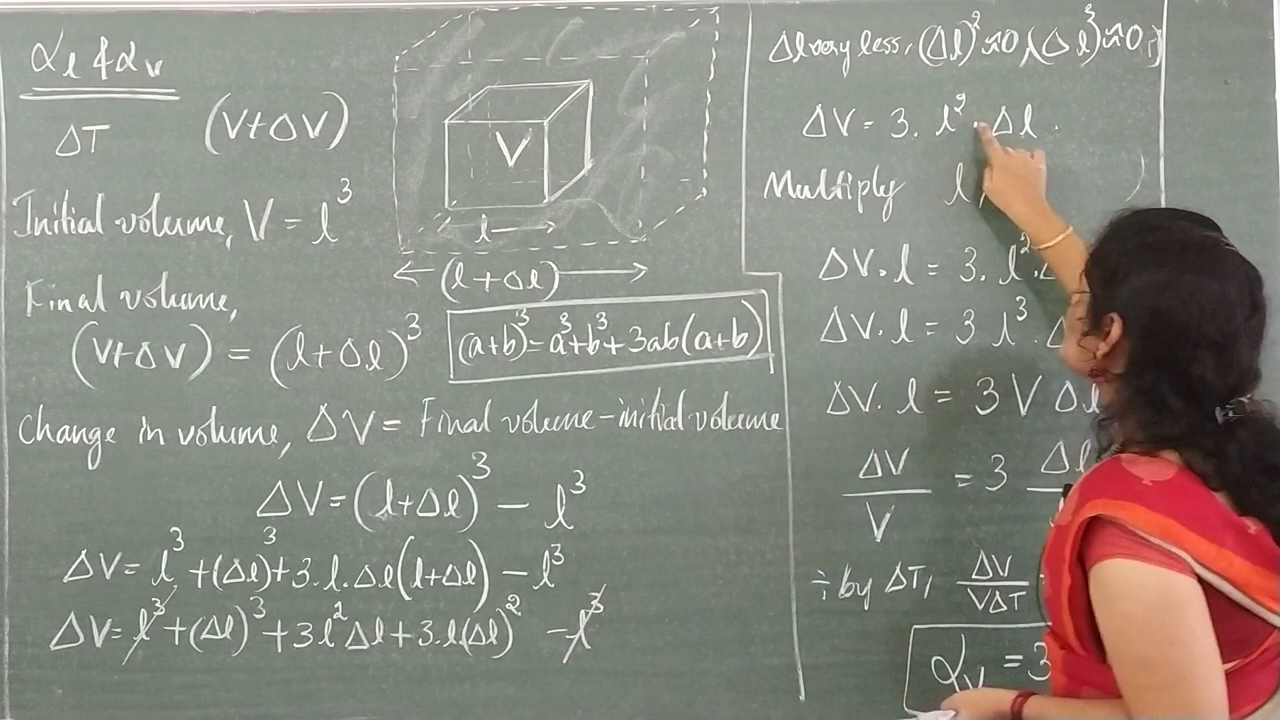 αl & αv
ΔT (V+ΔV)
Initial volume, V = l³
Final volume,
(V+ΔV) = (l+Δl)³
V
l
(l+Δl)
(a+b)³=a³+b³+3ab(a+b)
Change in volume, ΔV = Final volume-initial volume
ΔV=(l+Δl)³ - l³
ΔV= l³+(Δl)³+3.l.Δl(l+Δl) - l³
ΔV= l³+(Δl)³+3l²Δl+3.l(Δl)² - l³
Δl very less, (Δl)²≈0, (Δl)³≈0
ΔV = 3. l² . Δl .
Multiply l
ΔV. l = 3. l².
ΔV. l = 3 l³.
ΔV. l = 3 V Δl
ΔV/V = 3 Δl
÷ by ΔT, ΔV/VΔT
αv = 3